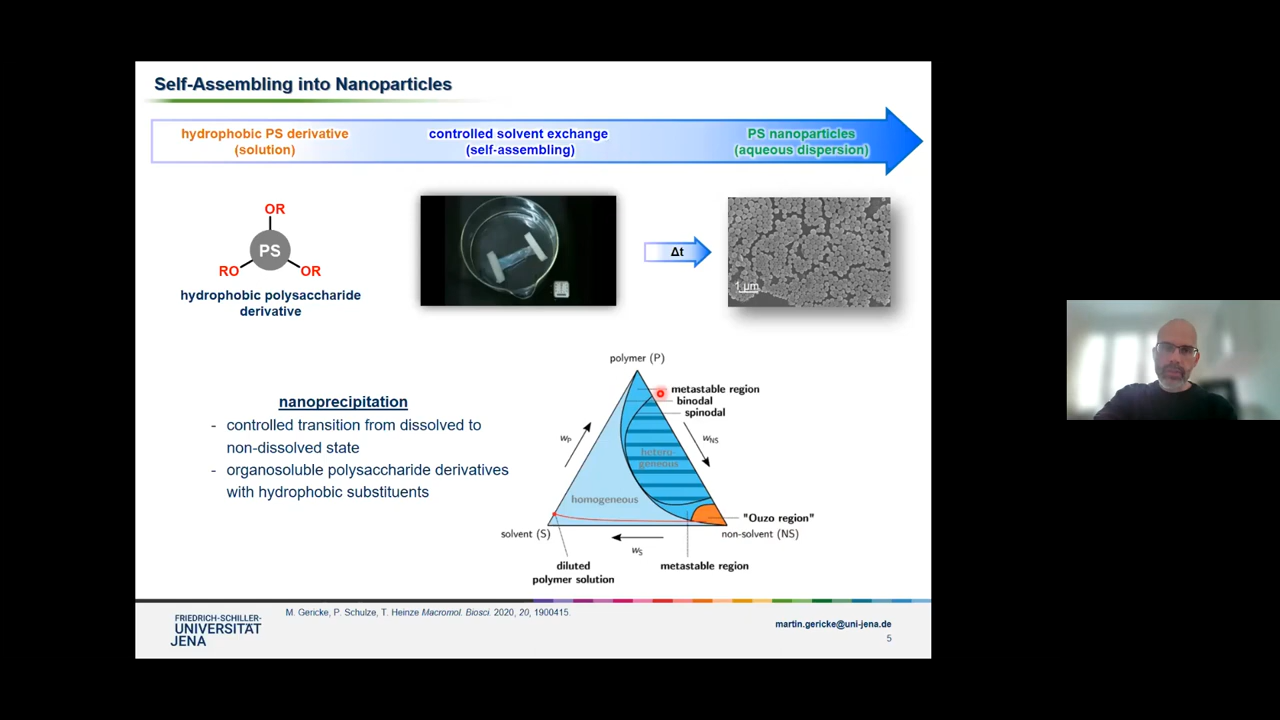 Self-Assembling into Nanoparticles
hydrophobic PS derivative
(solution)
controlled solvent exchange
(self-assembling)
PS nanoparticles
(aqueous dispersion)
OR
PS
RO
OR
hydrophobic polysaccharide
derivative
Δt
1 µm
nanoprecipitation
- controlled transition from dissolved to
non-dissolved state
- organosoluble polysaccharide derivatives
with hydrophobic substituents
polymer (P)
metastable region
binodal
spinodal
wP
wNS
hetero-
geneous
homogeneous
"Ouzo region"
solvent (S)
non-solvent (NS)
wS
diluted
polymer solution
metastable region
FRIEDRICH-SCHILLER-
UNIVERSITÄT
JENA
M. Gericke, P. Schulze, T. Heinze Macromol. Biosci. 2020, 20, 1900415.
martin.gericke@uni-jena.de
5